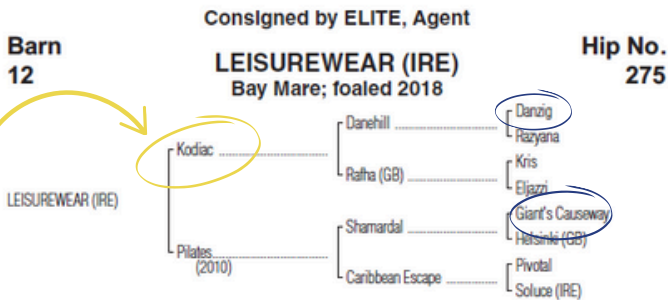 Consigned by ELITE, Agent
Barn
12
LEISUREWEAR (IRE)
Bay Mare; foaled 2018
Hip No.
275
Danzig
Danehill
Razyana
Kodiac
Kris
Rafha (GB)
Eljazzi
LEISUREWEAR (IRE)
Giant's Causeway
Shamardal
Helsinki (GB)
Pilates
(2010)
Pivotal
Caribbean Escape
Soluce (IRE)